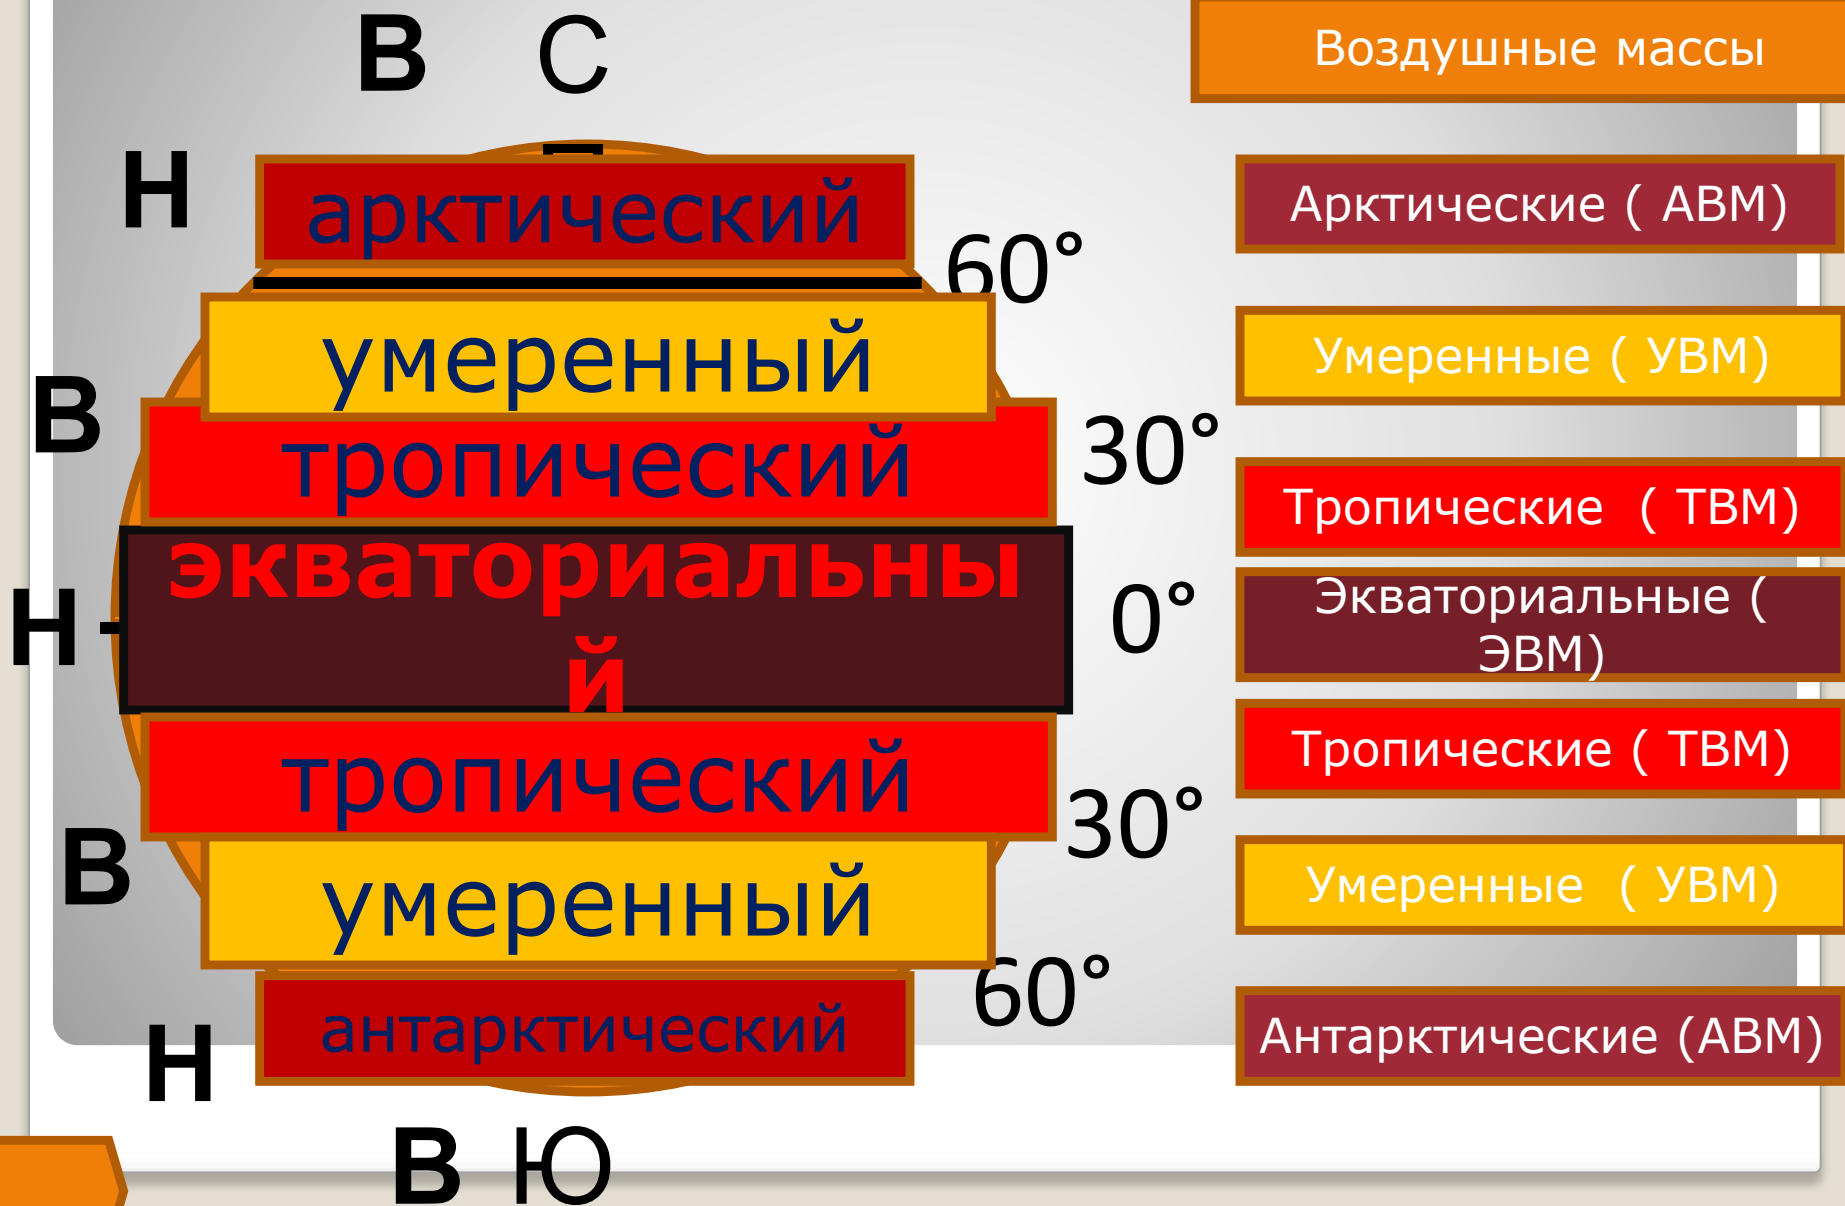 В С
Воздушные массы
Н
арктический
Арктические ( АВМ)
60°
умеренный
Умеренные ( УВМ)
В
30°
тропический
Тропические ( ТВМ)
экваториальны
й
Н
0°
Экваториальные (
ЭВМ)
тропический
Тропические ( ТВМ)
30°
В
умеренный
Умеренные ( УВМ)
60°
антарктический
Антарктические (АВМ)
Н
В Ю